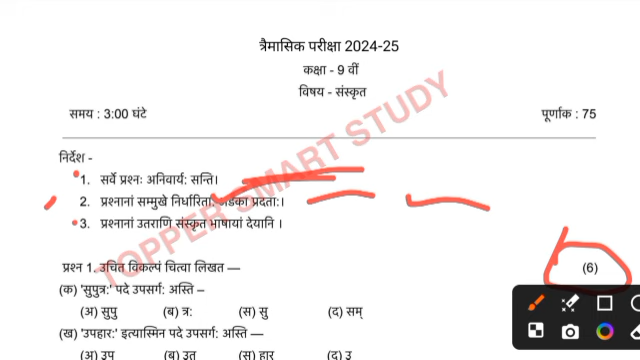 त्रैमासिक परीक्षा 2024-25
कक्षा - 9 वीं
विषय - संस्कृत
समय : 3:00 घंटे पूर्णांक : 75
निर्देश -
1. सर्वे प्रश्नः अनिवार्यः सन्ति।
2. प्रश्नानां सम्मुखे निर्धारिताः अंका प्रदताः।
3. प्रश्नानां उतराणि संस्कृत भाषायां देयानि ।
TOPPER SMART STUDY
प्रश्न 1. उचित विकल्पं चित्वा लिखत — (6)
(क) 'सुपुत्रः' पदे उपसर्गः अस्ति –
(अ) सुपु (ब) त्रः (स) सु (द) सम्
(ख) 'उपहारः' इत्यास्मिन पदे उपसर्गः अस्ति —
(अ) उप (ब) उत (स) हार (द) उ